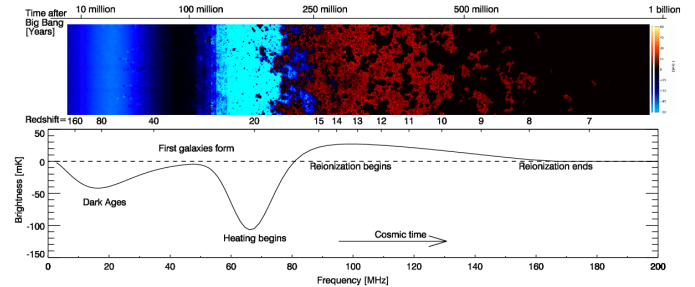 Time after
Big Bang
[Years]
10 million 100 million 250 million 500 million 1 billion
Redshift= 160 80 40 20 15 14 13 12 11 10 9 8 7
Brightness [mK]
50
0
-50
-100
-150
First galaxies form
Reionization begins
Reionization ends
Dark Ages
Heating begins
Cosmic time
0 20 40 60 80 100 120 140 160 180 200
Frequency [MHz]